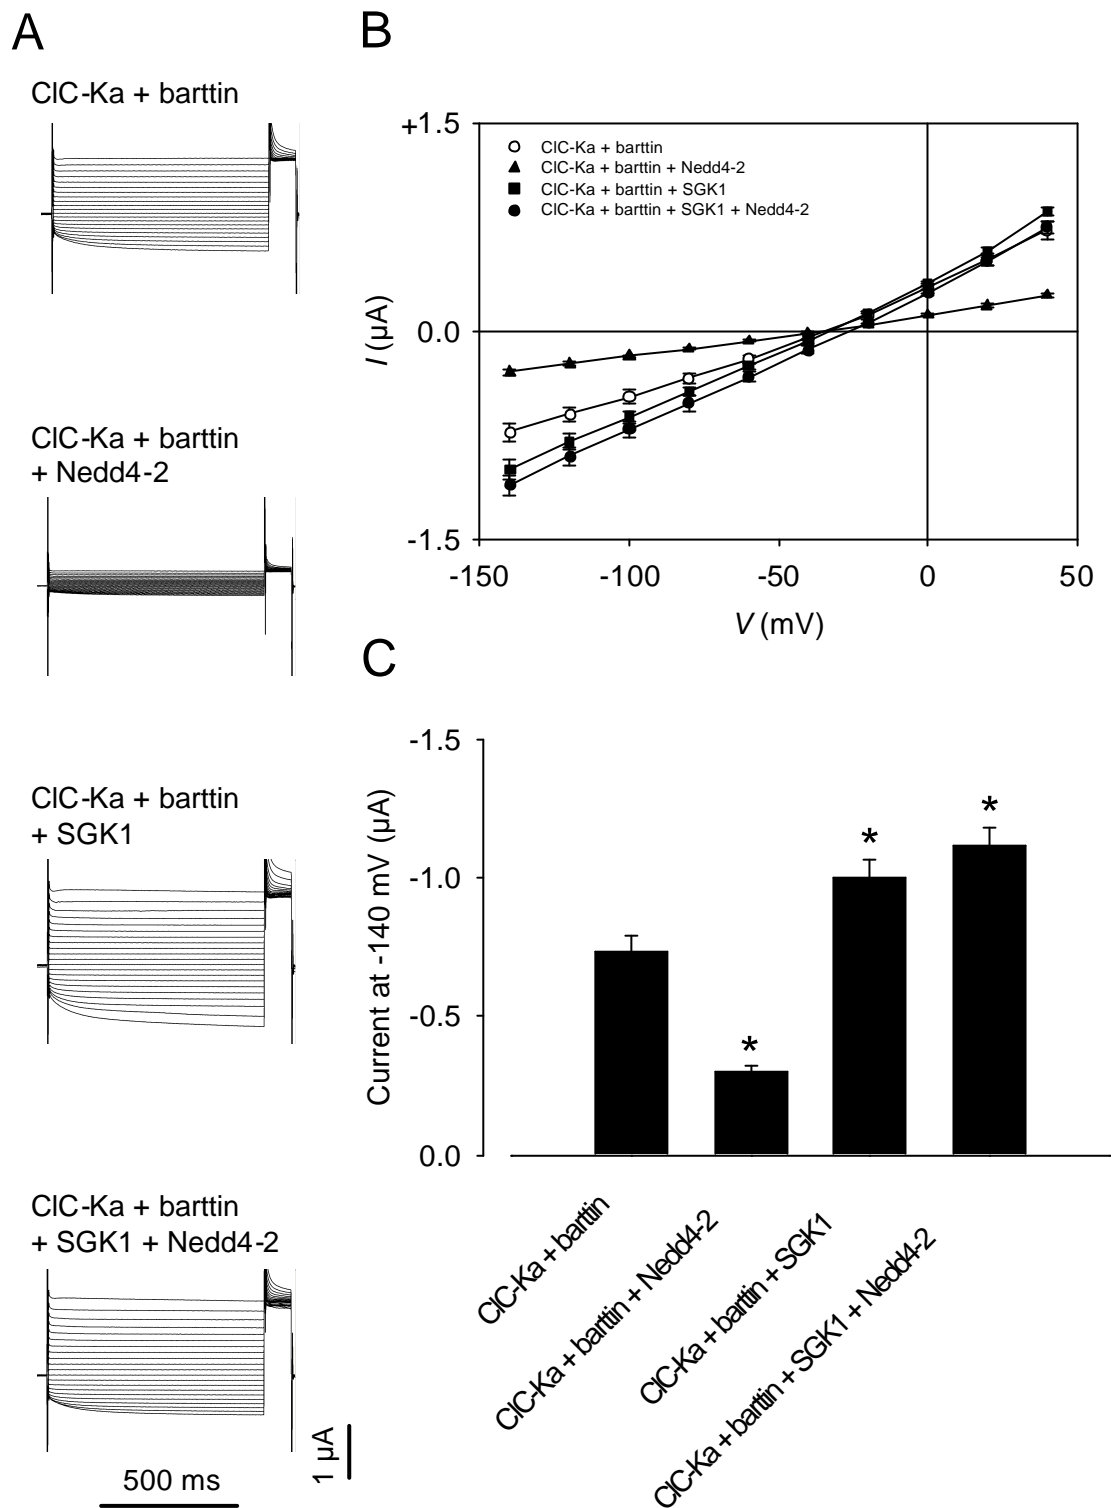 A
ClC-Ka + barttin
ClC-Ka + barttin
+ Nedd4-2
ClC-Ka + barttin
+ SGK1
ClC-Ka + barttin
+ SGK1 + Nedd4-2
1 µA
500 ms
B
+1.5
0.0
-1.5
I (µA)
ClC-Ka + barttin
ClC-Ka + barttin + Nedd4-2
ClC-Ka + barttin + SGK1
ClC-Ka + barttin + SGK1 + Nedd4-2
-150
-100
-50
0
50
V (mV)
C
-1.5
-1.0
-0.5
0.0
Current at -140 mV (µA)
*
*
*
ClC-Ka + barttin
ClC-Ka + barttin + Nedd4-2
ClC-Ka + barttin + SGK1
ClC-Ka + barttin + SGK1 + Nedd4-2